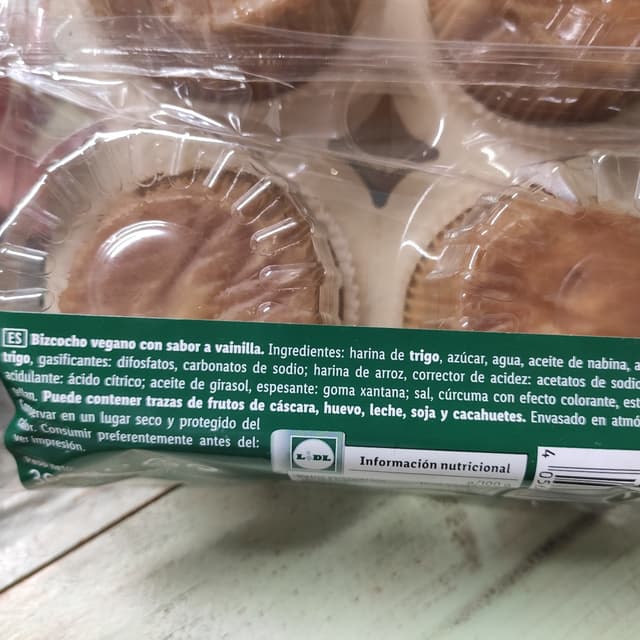 ES Bizcocho vegano con sabor a vainilla. Ingredientes: harina de trigo, azúcar, agua, aceite de nabina, a
trigo, gasificantes: difosfatos, carbonatos de sodio; harina de arroz, corrector de acidez: acetatos de sodio
acidulante: ácido cítrico; aceite de girasol, espesante: goma xantana; sal, cúrcuma con efecto colorante, est
Puede contener trazas de frutos de cáscara, huevo, leche, soja y cacahuetes. Envasado en atmó
en un lugar seco y protegido del
Consumir preferentemente antes del:
ver impresión.
LIDL
Información nutricional